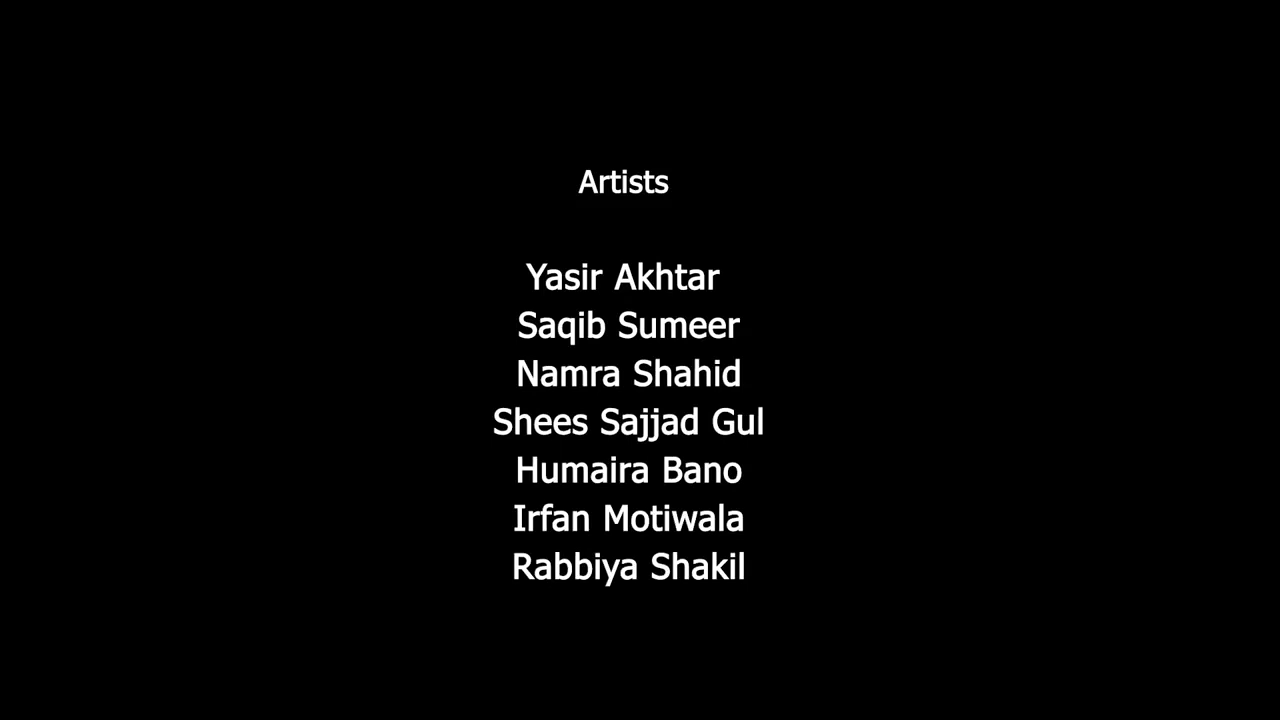 Artists
Yasir Akhtar
Saqib Sumeer
Namra Shahid
Shees Sajjad Gul
Humaira Bano
Irfan Motiwala
Rabbiya Shakil